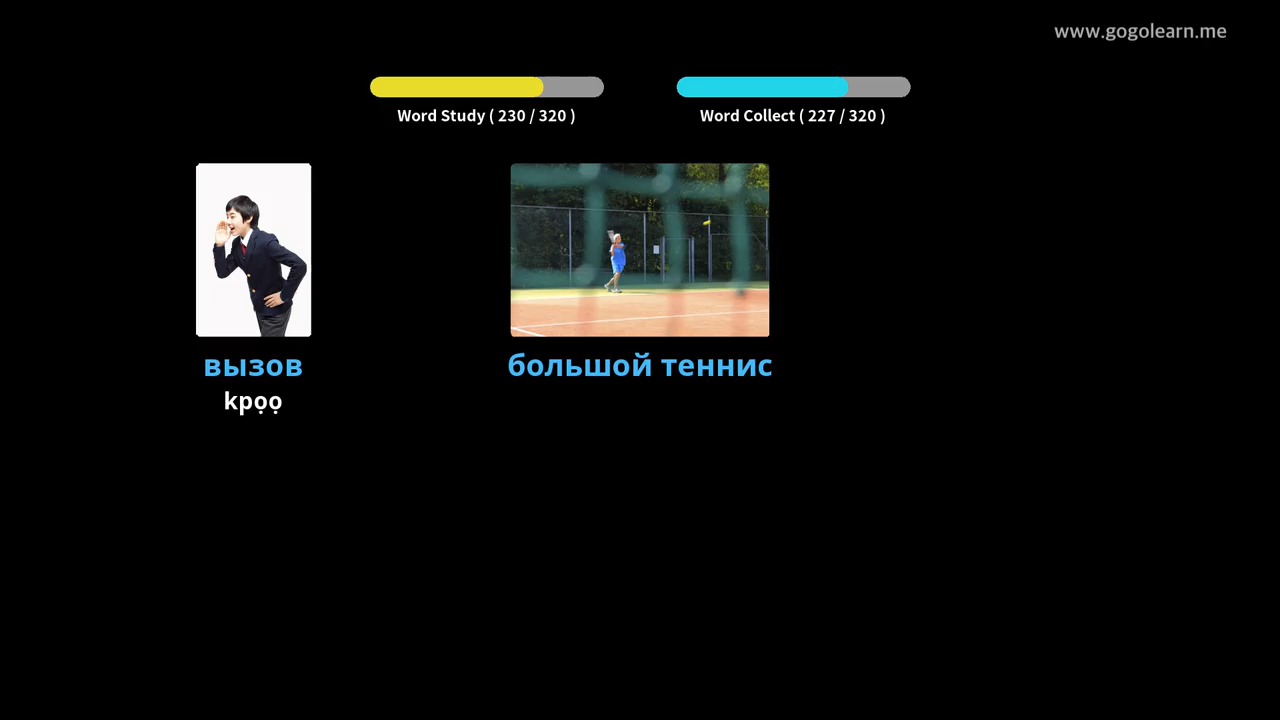 www.gogolearn.me
Word Study ( 230 / 320 )
Word Collect ( 227 / 320 )
вызов
kpọọ
большой теннис